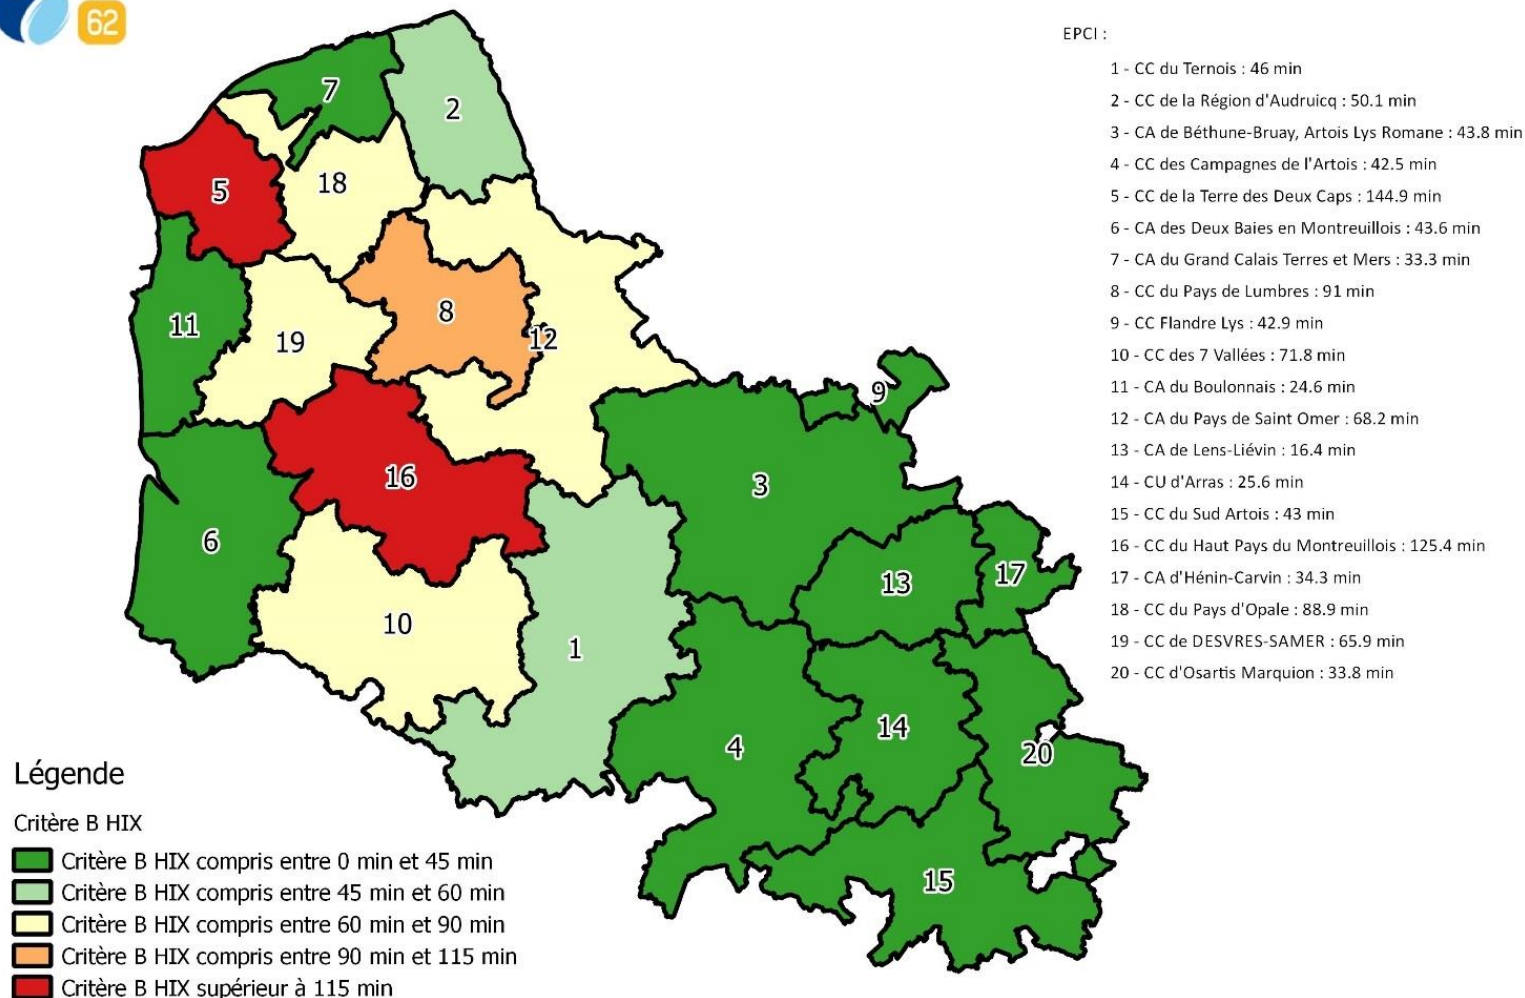 62
EPCI :
1 - CC du Ternois : 46 min
2 - CC de la Région d'Audruicq : 50.1 min
3 - CA de Béthune-Bruay, Artois Lys Romane : 43.8 min
4 - CC des Campagnes de l'Artois : 42.5 min
5 - CC de la Terre des Deux Caps : 144.9 min
6 - CA des Deux Baies en Montreuillois : 43.6 min
7 - CA du Grand Calais Terres et Mers : 33.3 min
8 - CC du Pays de Lumbres : 91 min
9 - CC Flandre Lys : 42.9 min
10 - CC des 7 Vallées : 71.8 min
11 - CA du Boulonnais : 24.6 min
12 - CA du Pays de Saint Omer : 68.2 min
13 - CA de Lens-Liévin : 16.4 min
14 - CU d'Arras : 25.6 min
15 - CC du Sud Artois : 43 min
16 - CC du Haut Pays du Montreuillois : 125.4 min
17 - CA d'Hénin-Carvin : 34.3 min
18 - CC du Pays d'Opale : 88.9 min
19 - CC de DESVRES-SAMER : 65.9 min
20 - CC d'Osartis Marquion : 33.8 min
7
2
5
18
8
11
12
19
9
16
3
6
13
17
10
1
14
4
20
15
Légende
Critère B HIX
Critère B HIX compris entre 0 min et 45 min
Critère B HIX compris entre 45 min et 60 min
Critère B HIX compris entre 60 min et 90 min
Critère B HIX compris entre 90 min et 115 min
Critère B HIX supérieur à 115 min